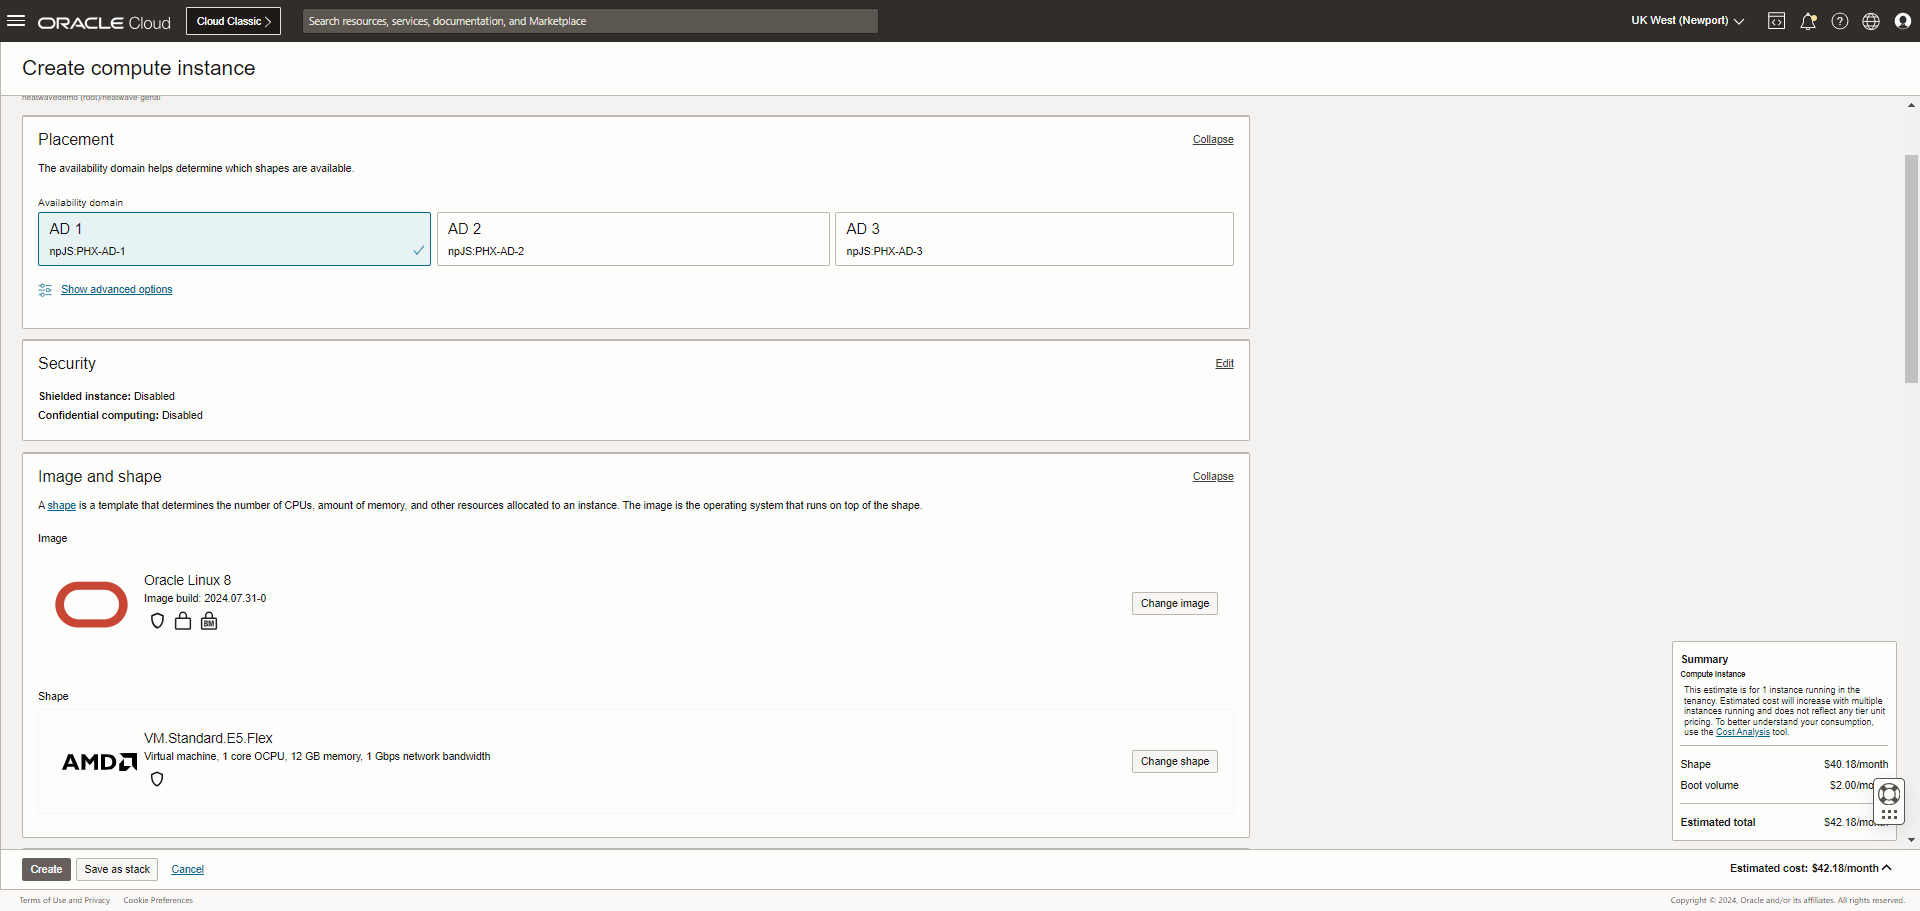 ORACLE Cloud
Cloud Classic
Search resources, services, documentation, and Marketplace
UK West (Newport)
Create compute instance
heatwavedemo (root)/heatwave-genai
Placement
Collapse
The availability domain helps determine which shapes are available.
Availability domain
AD 1
npJS:PHX-AD-1
AD 2
npJS:PHX-AD-2
AD 3
npJS:PHX-AD-3
Show advanced options
Security
Edit
Shielded instance: Disabled
Confidential computing: Disabled
Image and shape
Collapse
A shape is a template that determines the number of CPUs, amount of memory, and other resources allocated to an instance. The image is the operating system that runs on top of the shape.
Image
Oracle Linux 8
Image build: 2024.07.31-0
BM
Change image
Shape
AMD
VM.Standard.E5.Flex
Virtual machine, 1 core OCPU, 12 GB memory, 1 Gbps network bandwidth
Change shape
Summary
Compute Instance
This estimate is for 1 instance running in the
tenancy. Estimated cost will increase with multiple
instances running and does not reflect any tier unit
pricing. To better understand your consumption,
use the Cost Analysis tool.
Shape $40.18/month
Boot volume $2.00/mo
Estimated total $42.18/mo
Create
Save as stack
Cancel
Estimated cost: $42.18/month
Terms of Use and Privacy
Cookie Preferences
Copyright © 2024, Oracle and/or its affiliates. All rights reserved.